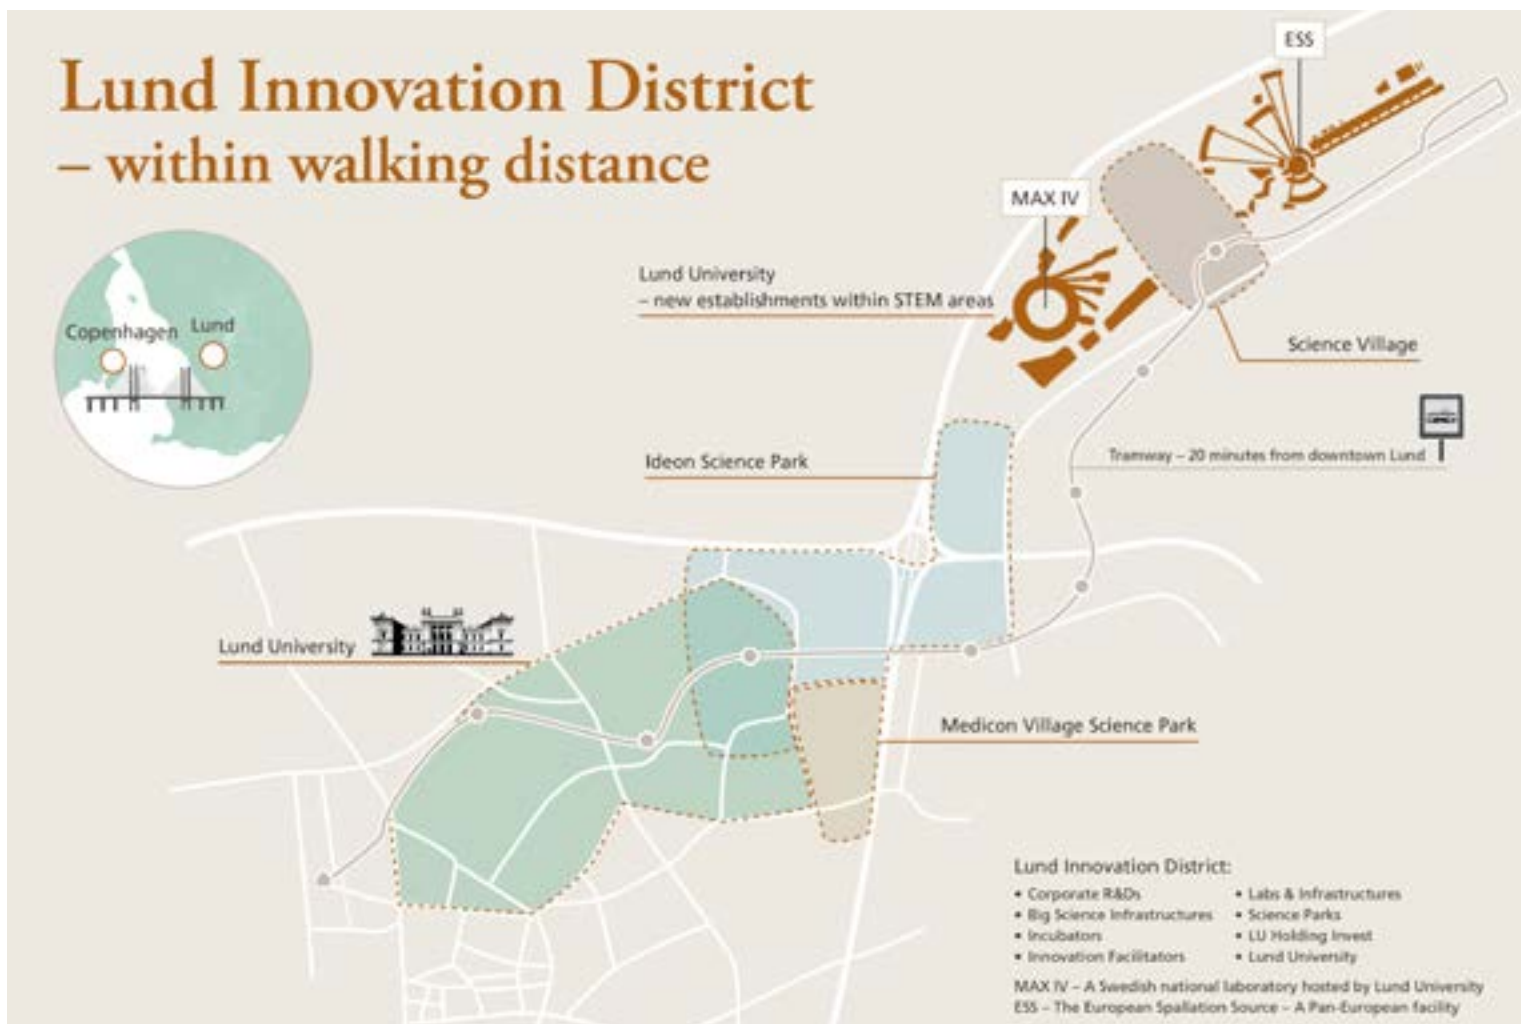 Lund Innovation District
– within walking distance
ESS
MAX IV
Lund University
– new establishments within STEM areas
Copenhagen
Lund
Science Village
Ideon Science Park
Tramway – 20 minutes from downtown Lund
Lund University
Medicon Village Science Park
Lund Innovation District:
• Corporate R&Ds
• Big Science Infrastructures
• Incubators
• Innovation Facilitators
• Labs & Infrastructures
• Science Parks
• LU Holding Invest
• Lund University
MAX IV – A Swedish national laboratory hosted by Lund University
ESS – The European Spallation Source – A Pan-European facility